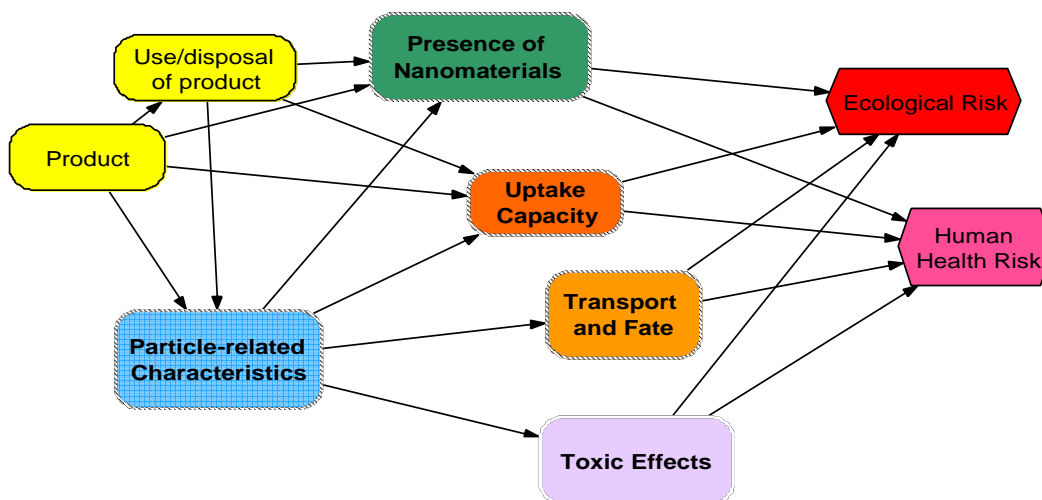 Use/disposal
of product
Presence of
Nanomaterials
Ecological Risk
Product
Uptake
Capacity
Human
Health Risk
Transport
and Fate
Particle-related
Characteristics
Toxic Effects